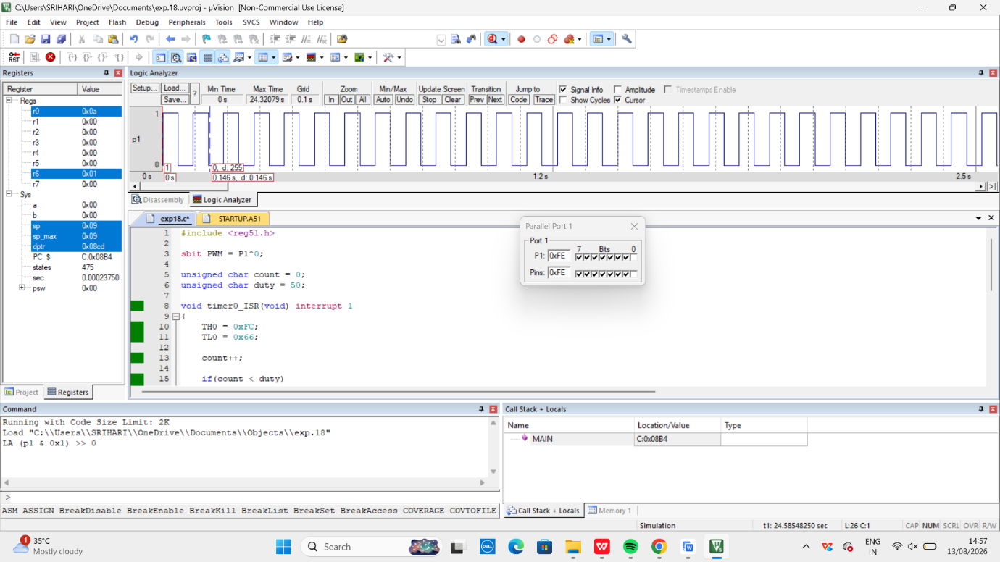 C:\Users\SRIHARI\OneDrive\Documents\exp.18.uvproj - µVision [Non-Commercial Use License]
File Edit View Project Flash Debug Peripherals Tools SVCS Window Help
RST
Registers
Register Value
Regs
r0 0x0a
r1 0x00
r2 0x00
r3 0x00
r4 0x00
r5 0x00
r6 0x01
r7 0x00
Sys
a 0x00
b 0x00
sp 0x09
sp_max 0x09
dptr 0x08cd
PC $ C:0x08B4
states 475
sec 0.00023750
psw 0x00
Project Registers
Logic Analyzer
Setup... Load... ? Min Time Max Time Grid Zoom Min/Max Update Screen Transition Jump to Signal Info Amplitude Timestamps Enable
Save... 0 s 24.32079 s 0.1 s In Out All Auto Undo Stop Clear Prev Next Code Trace Show Cycles Cursor
1
p1
0
1 0, d: 255
0 s 0 s 0.146 s, d: 0.146 s 1.2 s 2.5 s
Disassembly Logic Analyzer
exp18.c* STARTUP.A51
1 #include <reg51.h>
2
3 sbit PWM = P1^0;
4
5 unsigned char count = 0;
6 unsigned char duty = 50;
7
8 void timer0_ISR(void) interrupt 1
9 {
10 TH0 = 0xFC;
11 TL0 = 0x66;
12
13 count++;
14
15 if(count < duty)
Parallel Port 1
Port 1
7 Bits 0
P1: 0xFE
Pins: 0xFE
Command
Running with Code Size Limit: 2K
Load "C:\\Users\\SRIHARI\\OneDrive\\Documents\\Objects\\exp.18"
LA (p1 & 0x1) >> 0
>
ASM ASSIGN BreakDisable BreakEnable BreakKill BreakList BreakSet BreakAccess COVERAGE COVTOFILE
Call Stack + Locals
Name Location/Value Type
MAIN C:0x08B4
Call Stack + Locals Memory 1
Simulation t1: 24.58548250 sec L:26 C:1 CAP NUM SCRL OVR R/W
1
35°C
Mostly cloudy
Search
DELL
ENG
IN
14:57
13/08/2026